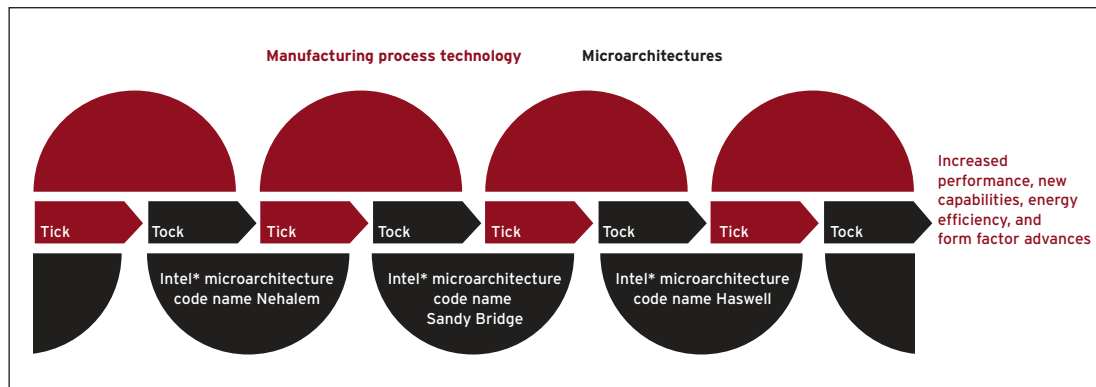 Manufacturing process technology
Microarchitectures
Increased
performance, new
capabilities, energy
efficiency, and
form factor advances
Tick
Tock
Tick
Tock
Tick
Tock
Tick
Tock
Intel* microarchitecture
code name Nehalem
Intel* microarchitecture
code name
Sandy Bridge
Intel* microarchitecture
code name Haswell